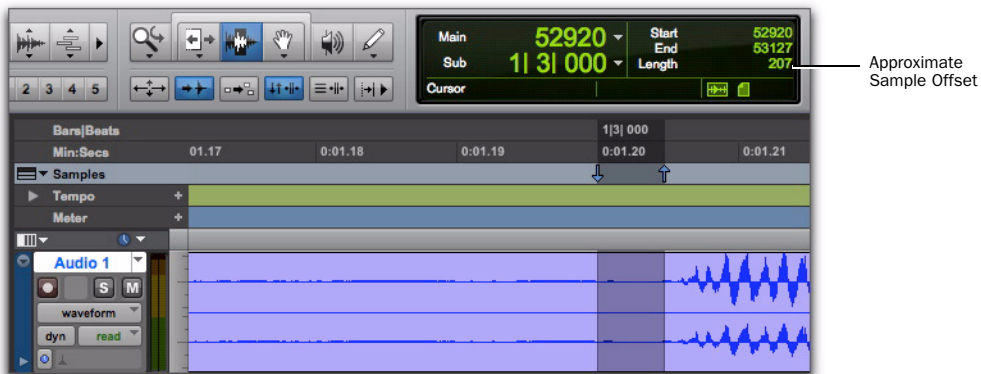 Main 52920
Sub 1| 3| 000
Start 52920
End 53127
Length 207
Cursor
Approximate
Sample Offset
2 3 4 5
Bars|Beats 1|3| 000
Min:Secs 01.17 0:01.18 0:01.19 0:01.20 0:01.21
Samples
Tempo +
Meter +
Audio 1
S M
waveform
dyn read